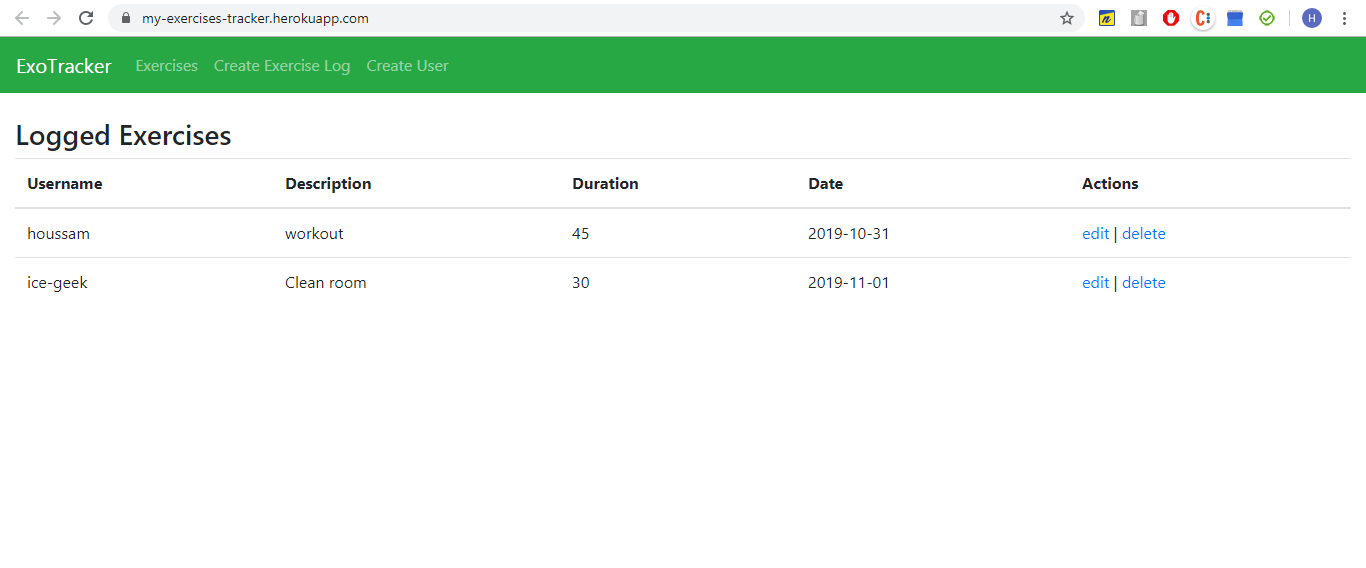 my-exercises-tracker.herokuapp.com
H
ExoTracker Exercises Create Exercise Log Create User
Logged Exercises
Username Description Duration Date Actions
houssam workout 45 2019-10-31 edit | delete
ice-geek Clean room 30 2019-11-01 edit | delete